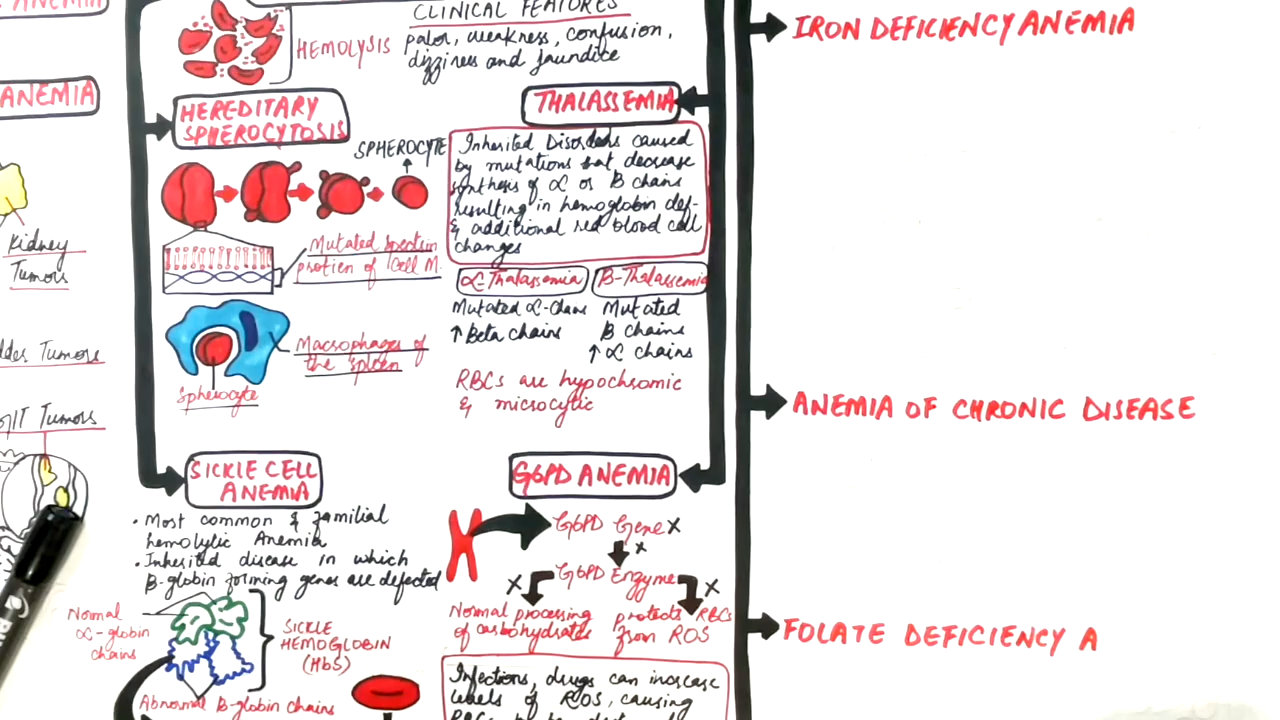 ANEMIA
ANEMIA
Kidney
Tumors
Tumors
GIT Tumors
CLINICAL FEATURES
HEMOLYSIS
palor, weakness, confusion,
dizziness and jaundice
HEREDITARY
SPHEROCYTOSIS
SPHEROCYTE
Mutated spectrin
protien of Cell M.
Macrophages of
the spleen
Spherocyte
THALASSEMIA
Inherited Disorders caused
by mutations that decrease
synthesis of α or B chains
resulting in hemoglobin def-
& additional red blood cell
changes
α-Thalassemia
B-Thalassemia
Mutated α-chans
↑ Beta chains
Mutated
B chains
↑ α chains
RBCs are hypochromic
& microcytic
SICKLE CELL
ANEMIA
• Most common & familial
hemolytic Anemia
• Inherited disease in which
B-globin forming genes are defected
Normal
α-globin
chains
SICKLE
HEMOGLOBIN
(HbS)
Abnormal B-globin chains
G6PD ANEMIA
G6PD Gene X
X
G6PD Enzyme
X
X
Normal processing
of carbohydrates
protects RBCs
from ROS
Infections, drugs can increase
levels of ROS, causing
IRON DEFICIENCY ANEMIA
ANEMIA OF CHRONIC DISEASE
FOLATE DEFICIENCY A